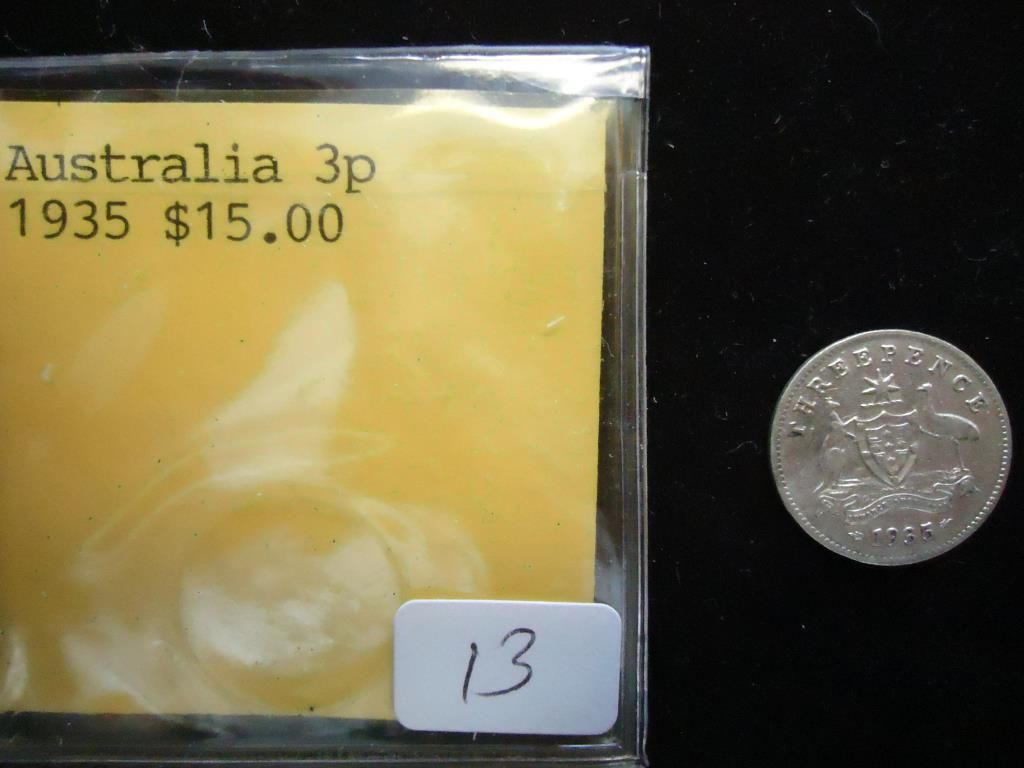 Australia 3p
1935 $15.00
13
THREEPENCE
1935